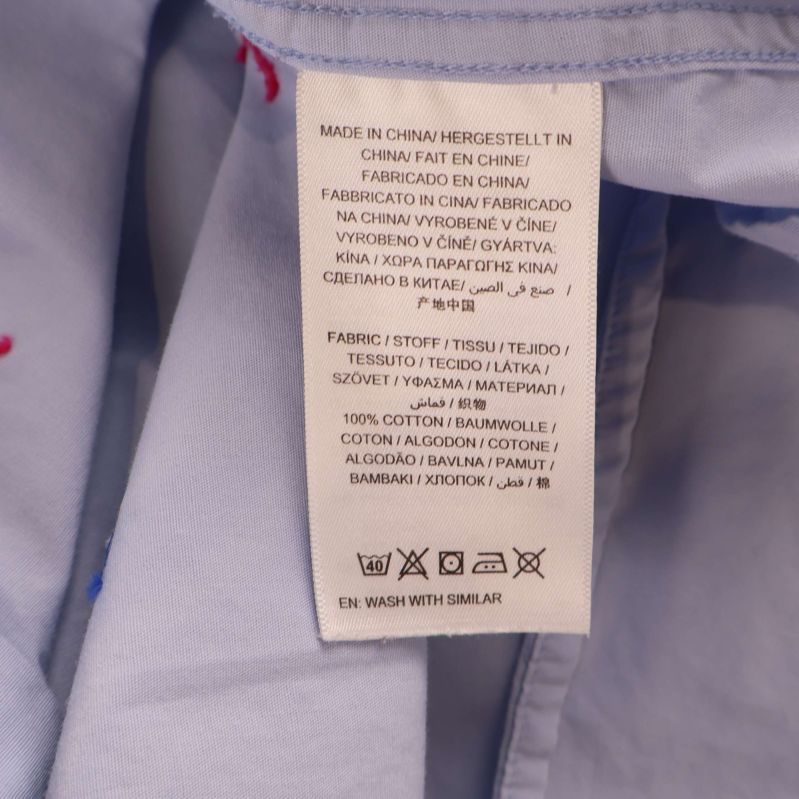 MADE IN CHINA/ HERGESTELLT IN
CHINA/ FAIT EN CHINE/
FABRICADO EN CHINA/
FABBRICATO IN CINA/ FABRICADO
NA CHINA/ VYROBENÉ V ČÍNE/
VYROBENO V ČÍNĚ/ GYÁRTVA:
KÍNA / ΧΩΡΑ ΠΑΡΑΓΩΓΗΣ ΚΙΝΑ/
СДЕЛАНО В КИТАЕ/ صنع في الصين /
产地中国
FABRIC / STOFF / TISSU / TEJIDO /
TESSUTO / TECIDO / LÁTKA /
SZÖVET / ΥΦΑΣΜΑ / МАТЕРИАЛ /
قماش / 织物
100% COTTON / BAUMWOLLE /
COTON / ALGODÓN / COTONE /
ALGODÃO / BAVLNA / PAMUT /
ΒΑΜΒΑΚΙ / ХЛОПОК / قطن / 棉
40
EN: WASH WITH SIMILAR